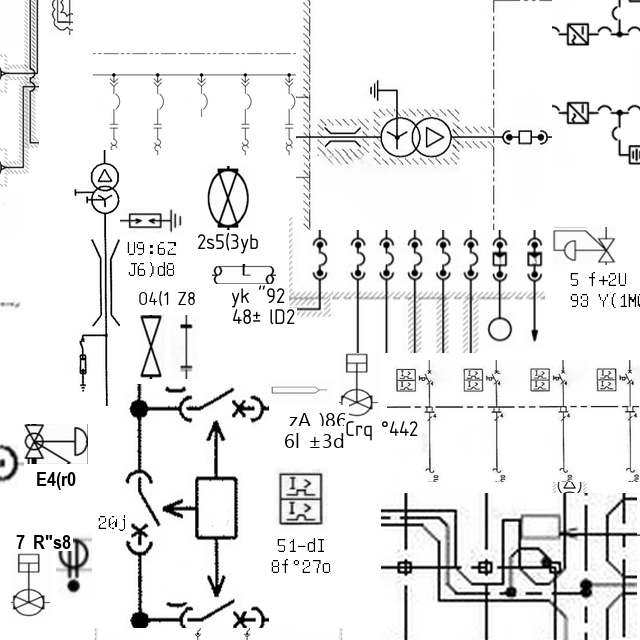 2s5(3yb
U9:6Z
J6)d8
5 f+2U
93 Y(1M
04(1 Z8
yk "92
48± lD2
zA )86
6l ±3d
Crq °442
E4(r0
20j
7 R"s8
51-dI
8f°27o